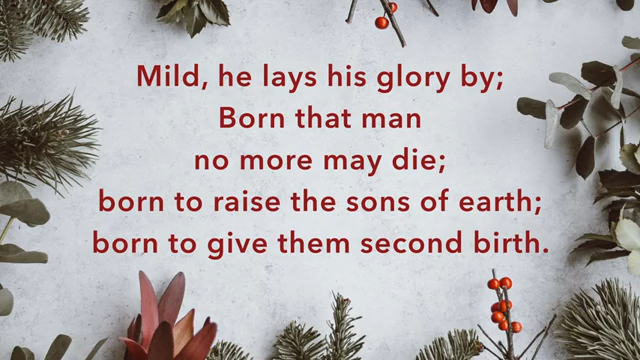 Mild, he lays his glory by;
Born that man
no more may die;
born to raise the sons of earth;
born to give them second birth.